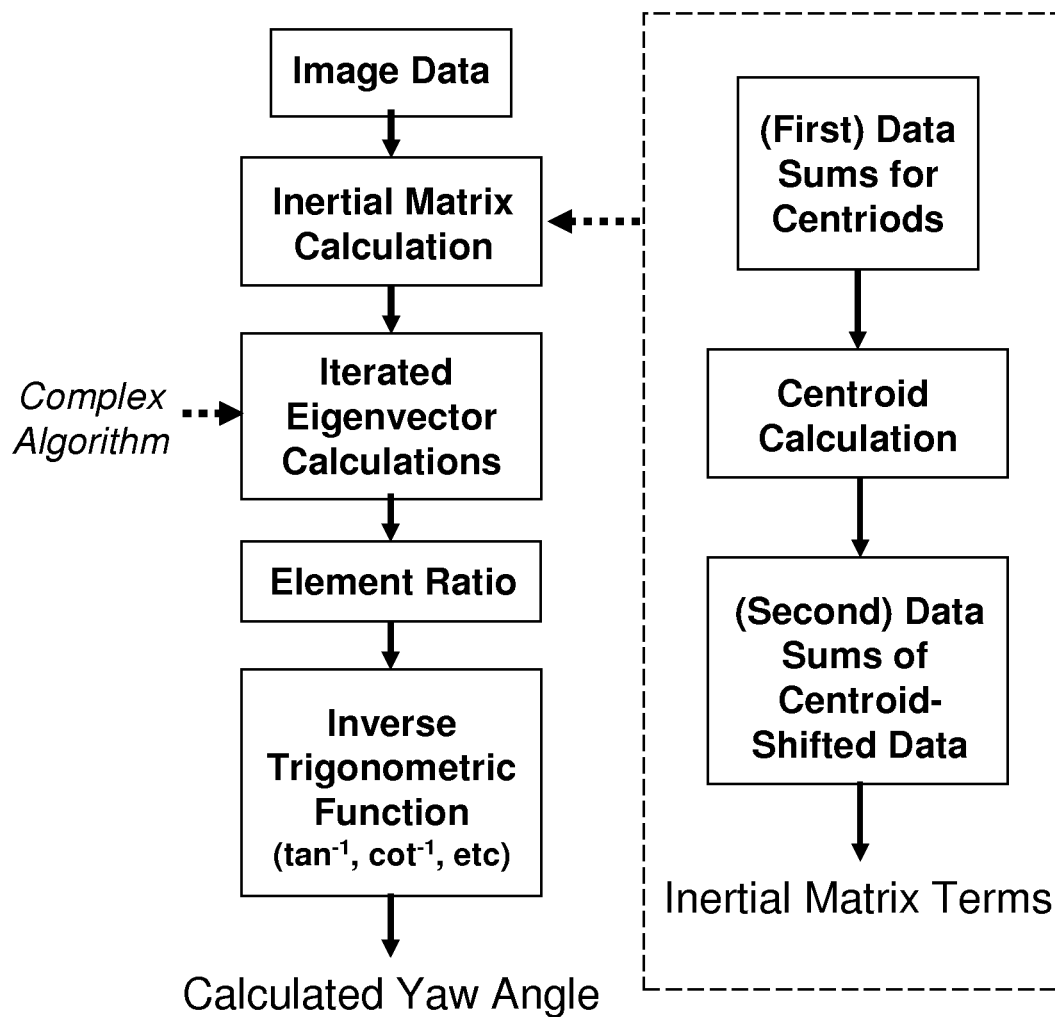 Image Data
Inertial Matrix
Calculation
Complex
Algorithm
Iterated
Eigenvector
Calculations
Element Ratio
Inverse
Trigonometric
Function
(tan⁻¹, cot⁻¹, etc)
Calculated Yaw Angle
(First) Data
Sums for
Centriods
Centroid
Calculation
(Second) Data
Sums of
Centroid-
Shifted Data
Inertial Matrix Terms